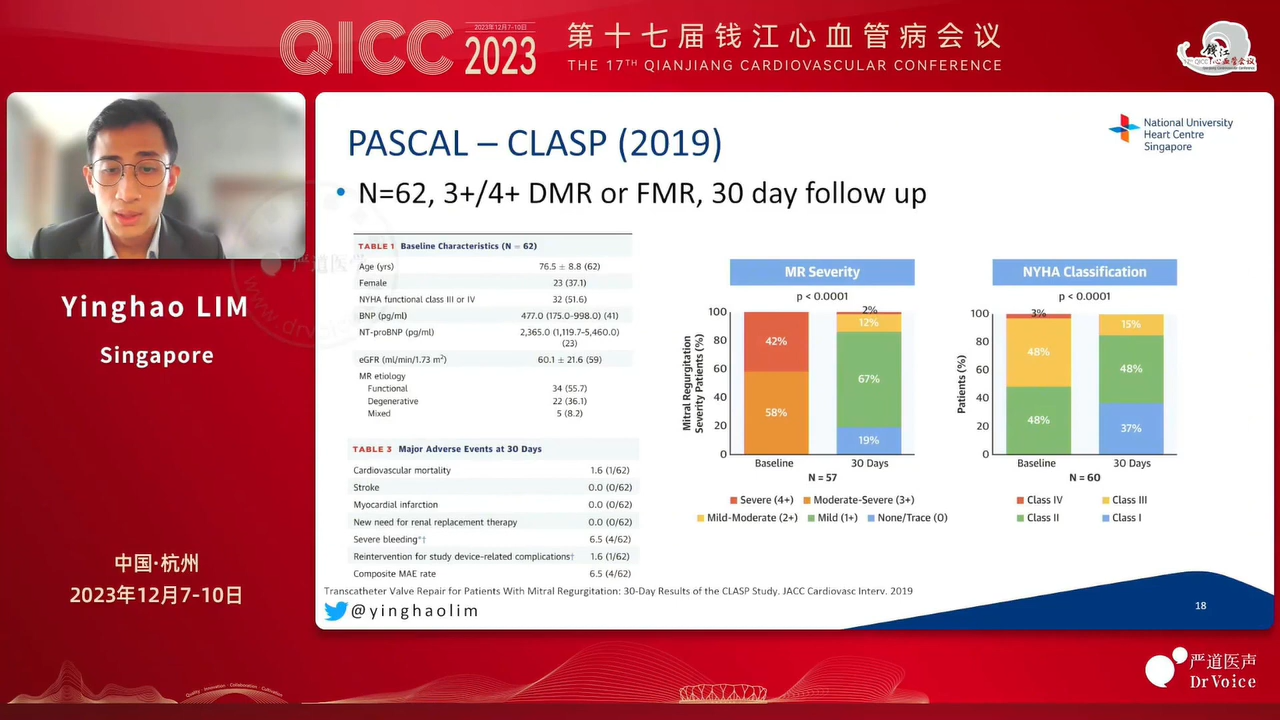 QICC
2023年12月7-10日
2023
第十七届钱江心血管病会议
THE 17TH QIANJIANG CARDIOVASCULAR CONFERENCE
钱江
心血管会议
Yinghao LIM
Singapore
中国·杭州
2023年12月7-10日
PASCAL – CLASP (2019)
National University
Heart Centre
Singapore
• N=62, 3+/4+ DMR or FMR, 30 day follow up
TABLE 1 Baseline Characteristics (N = 62)
Age (yrs) 76.5 ± 8.8 (62)
Female 23 (37.1)
NYHA functional class III or IV 32 (51.6)
BNP (pg/ml) 477.0 (175.0-998.0) (41)
NT-proBNP (pg/ml) 2,365.0 (1,119.7–5,460.0)
(23)
eGFR (ml/min/1.73 m²) 60.1 ± 21.6 (59)
MR etiology
Functional 34 (55.7)
Degenerative 22 (36.1)
Mixed 5 (8.2)
TABLE 3 Major Adverse Events at 30 Days
Cardiovascular mortality 1.6 (1/62)
Stroke 0.0 (0/62)
Myocardial infarction 0.0 (0/62)
New need for renal replacement therapy 0.0 (0/62)
Severe bleeding*† 6.5 (4/62)
Reintervention for study device-related complications† 1.6 (1/62)
Composite MAE rate 6.5 (4/62)
MR Severity
p < 0.0001
Mitral Regurgitation
Severity Patients (%)
100
80
60
40
20
0
42%
58%
2%
12%
67%
19%
Baseline 30 Days
N = 57
Severe (4+) Moderate-Severe (3+)
Mild-Moderate (2+) Mild (1+) None/Trace (0)
NYHA Classification
p < 0.0001
Patients (%)
100
80
60
40
20
0
3%
48%
48%
15%
48%
37%
Baseline 30 Days
N = 60
Class IV Class III
Class II Class I
Transcatheter Valve Repair for Patients With Mitral Regurgitation: 30-Day Results of the CLASP Study. JACC Cardiovasc Interv. 2019
@yinghaolim
18
Quality · Innovation · Collaboration · Cultivation
严道医声
Dr Voice